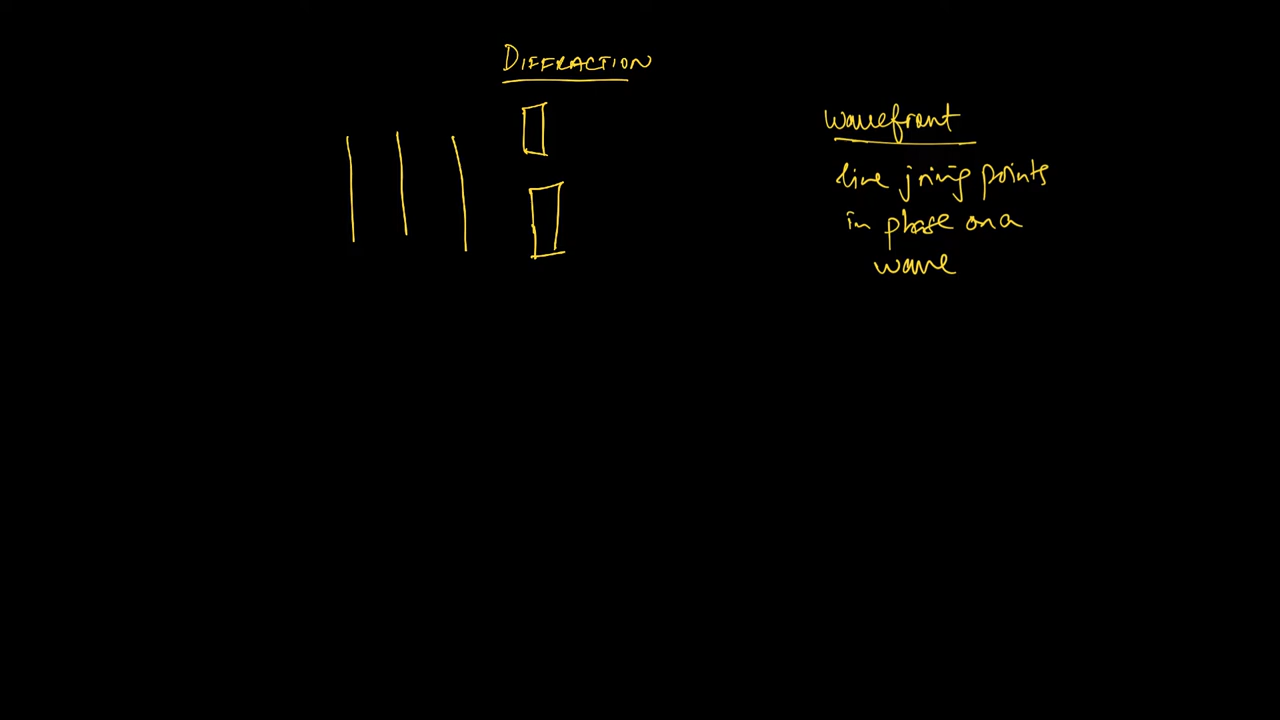 DIFFRACTION
wavefront
line joining points
in phase on a
wave